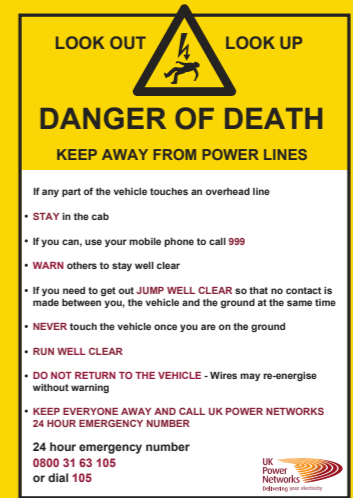 LOOK OUT LOOK UP
DANGER OF DEATH
KEEP AWAY FROM POWER LINES
If any part of the vehicle touches an overhead line
• STAY in the cab
• If you can, use your mobile phone to call 999
• WARN others to stay well clear
• If you need to get out JUMP WELL CLEAR so that no contact is
made between you, the vehicle and the ground at the same time
• NEVER touch the vehicle once you are on the ground
• RUN WELL CLEAR
• DO NOT RETURN TO THE VEHICLE - Wires may re-energise
without warning
• KEEP EVERYONE AWAY AND CALL UK POWER NETWORKS
24 HOUR EMERGENCY NUMBER
24 hour emergency number
0800 31 63 105
or dial 105
UK
Power
Networks
Delivering your electricity